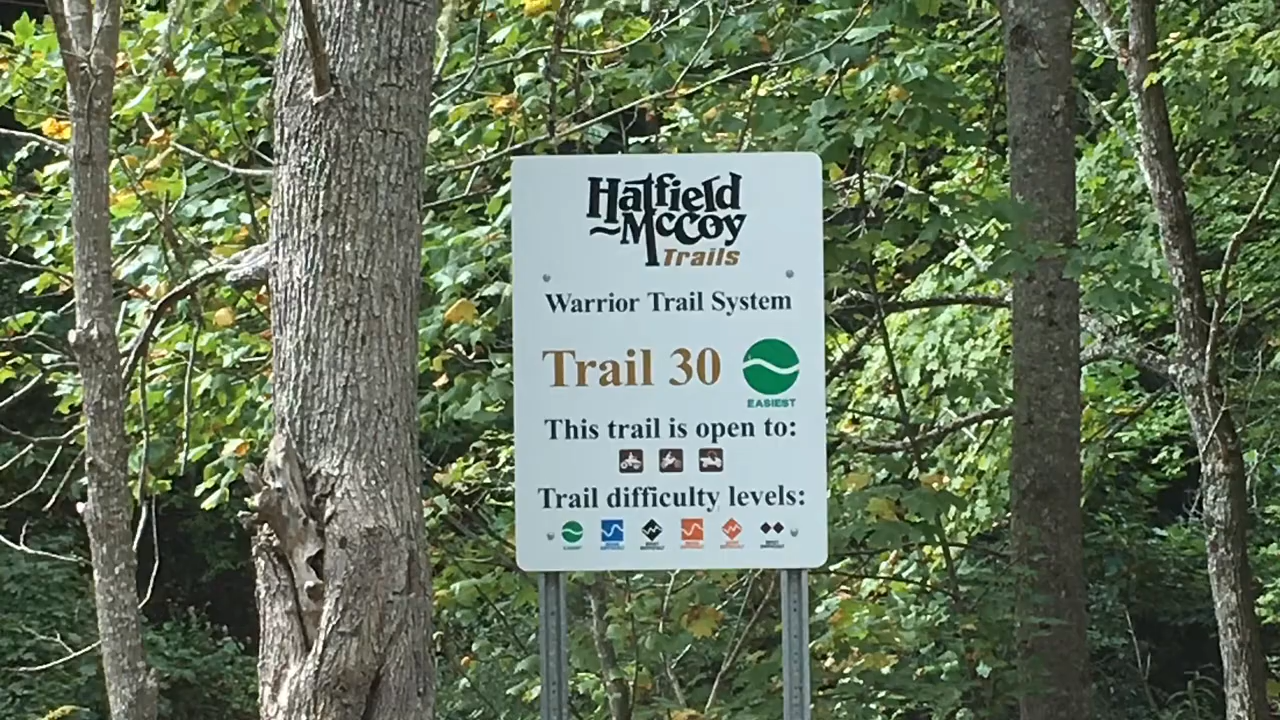 Hatfield
McCoy
Trails
Warrior Trail System
Trail 30
EASIEST
This trail is open to:
Trail difficulty levels: